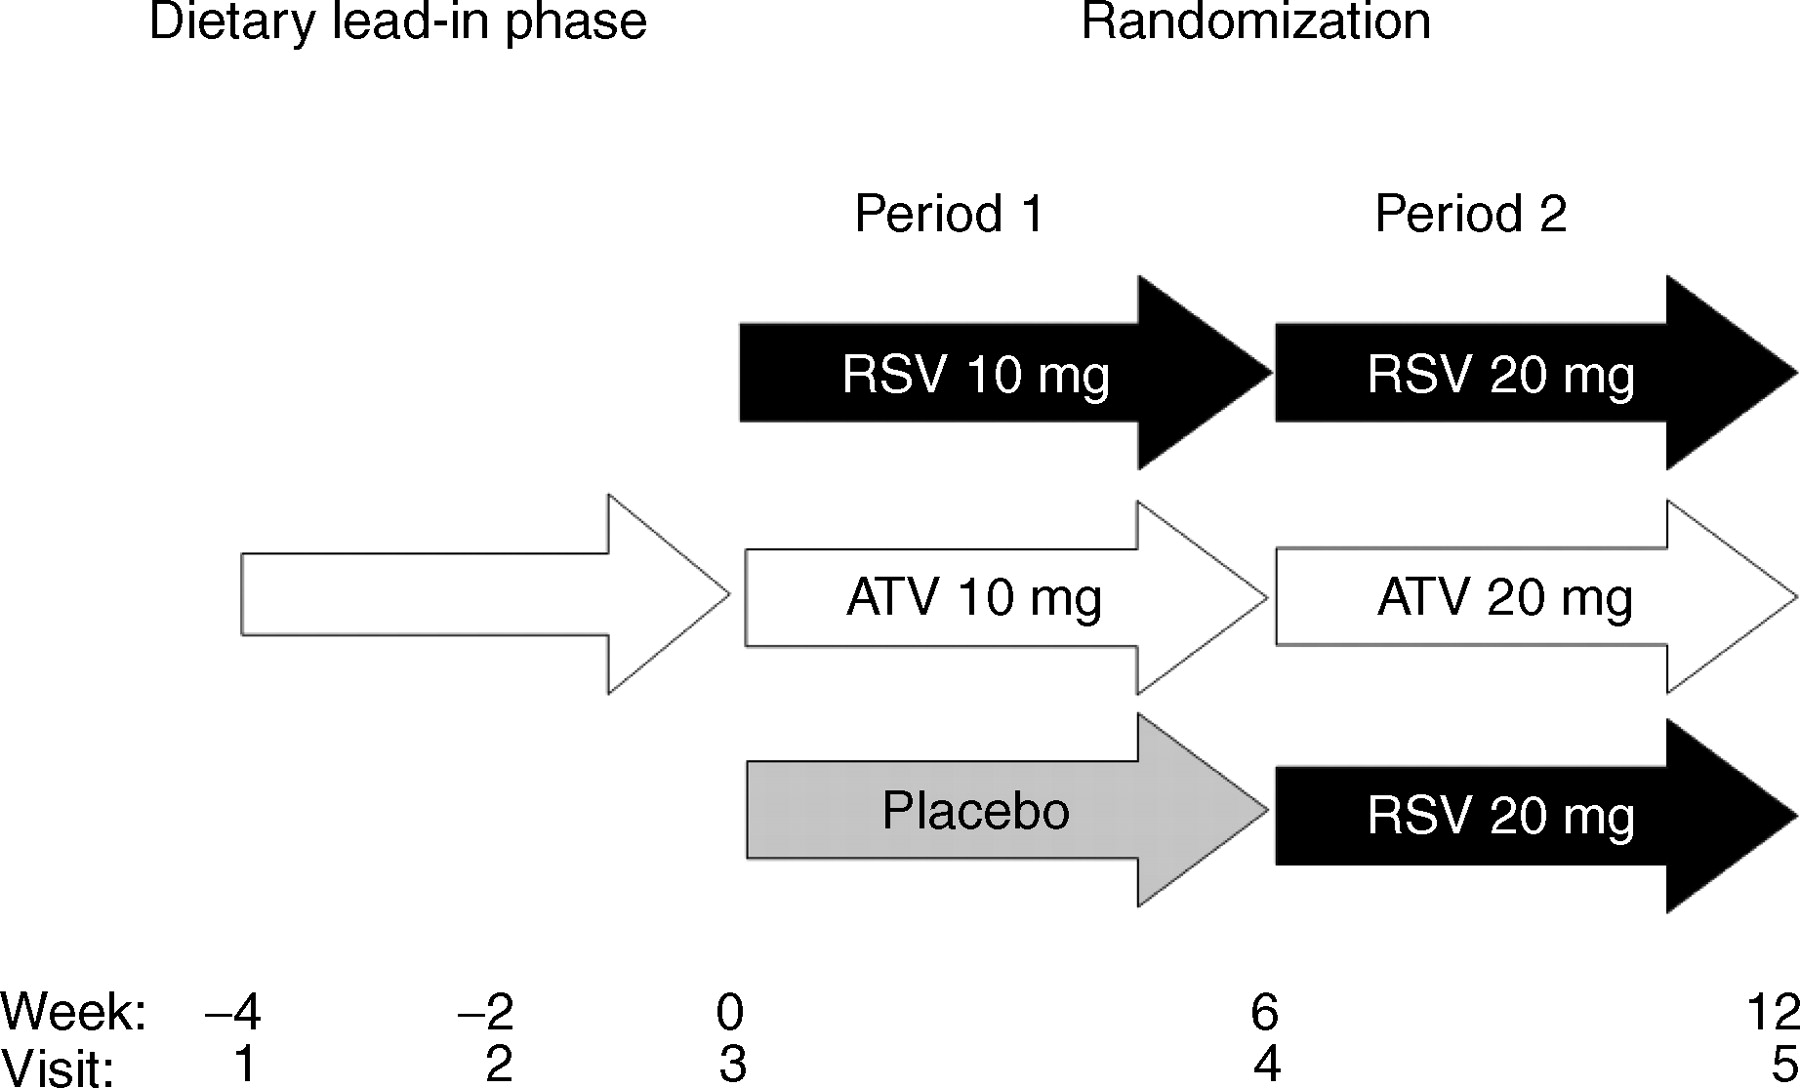 Dietary lead-in phase Randomization
Period 1 Period 2
RSV 10 mg RSV 20 mg
ATV 10 mg ATV 20 mg
Placebo RSV 20 mg
Week: –4 –2 0 6 12
Visit: 1 2 3 4 5